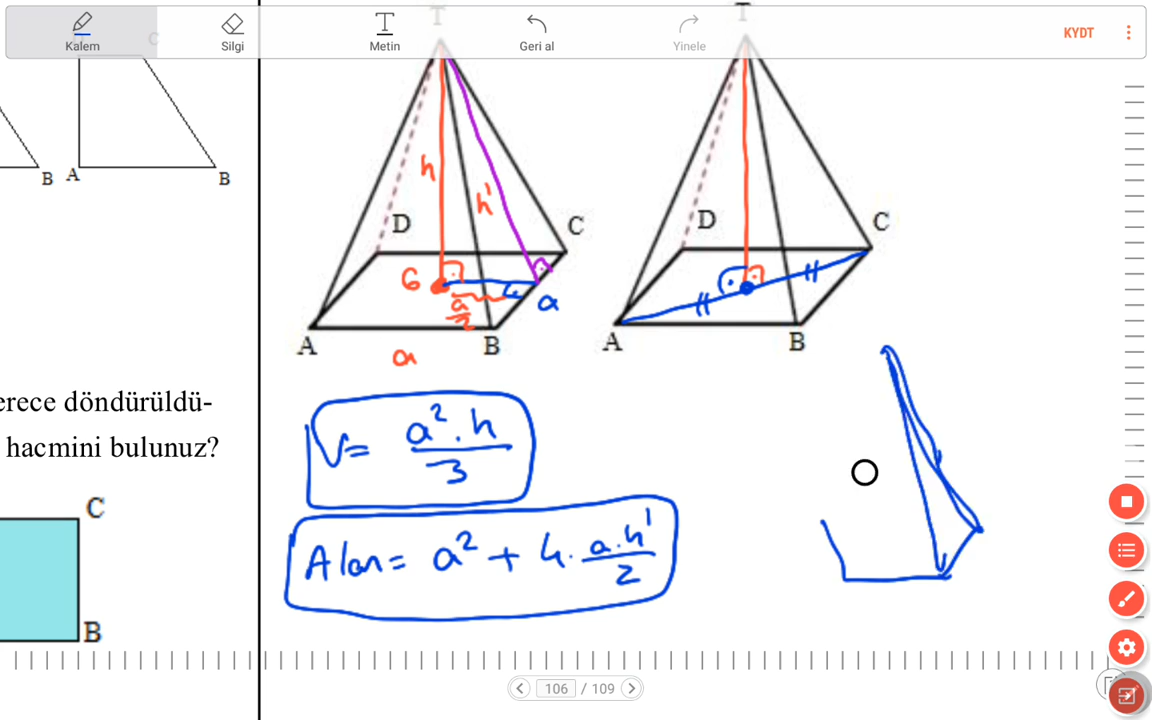 Kalem
Silgi
Metin
Geri al
Yinele
KYDT
B
A
B
T
h
h'
D
C
6
a/2
a
A
B
a
T
D
C
A
B
erece döndürüldü-
hacmini bulunuz?
C
B
V= a². h / 3
Alan= a² + 4. a.h' / 2
106 / 109